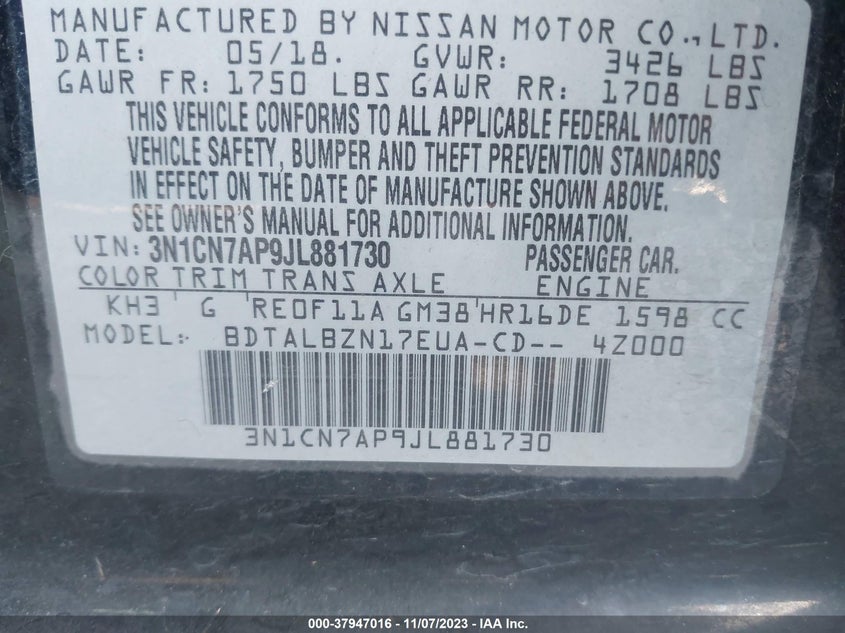 MANUFACTURED BY NISSAN MOTOR CO.,LTD.
DATE: 05/18. GVWR: 3426 LBS
GAWR FR: 1750 LBS GAWR RR: 1708 LBS
THIS VEHICLE CONFORMS TO ALL APPLICABLE FEDERAL MOTOR
VEHICLE SAFETY, BUMPER AND THEFT PREVENTION STANDARDS
IN EFFECT ON THE DATE OF MANUFACTURE SHOWN ABOVE.
SEE OWNER'S MANUAL FOR ADDITIONAL INFORMATION.
VIN: 3N1CN7AP9JL881730 PASSENGER CAR.
COLOR TRIM TRANS AXLE ENGINE
KH3 G RE0F11A GM38 HR16DE 1598 CC
MODEL: BDTALBZN17EUA-CD-- 4Z000
3N1CN7AP9JL881730
000-37947016 - 11/07/2023 - IAA Inc.